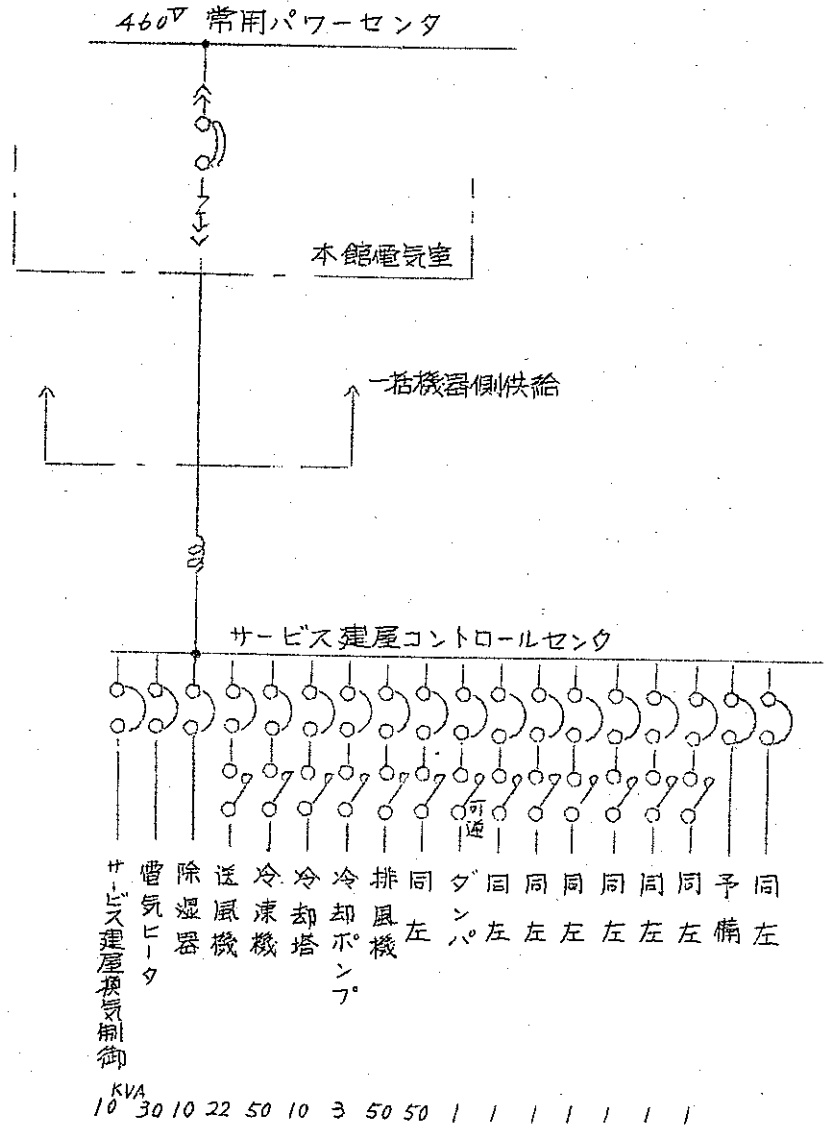 460V 常用パワーセンタ
本館電気室
一括機器側供給
サービス建屋コントロールセンタ
可逆
サービス建屋換気制御
電気ヒータ
除湿器
送風機
冷凍機
冷却塔
冷却ポンプ
排風機
同左
ダンパ
同左
同左
同左
同左
同左
同左
予備
同左
KVA
10 30 10 22 50 10 3 50 50 1 1 1 1 1 1 1